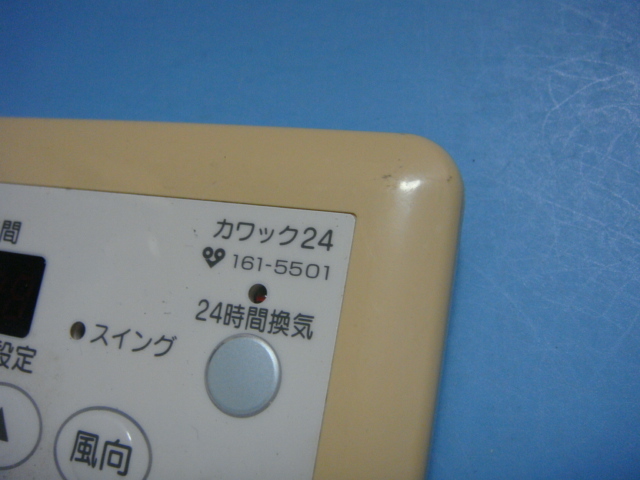 カワック24
161-5501
間
24時間換気
スイング
設定
風向